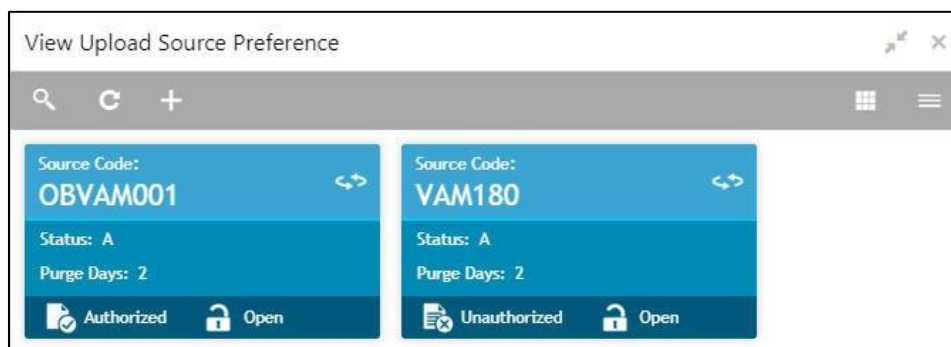 View Upload Source Preference
Source Code:
OBVAM001
Status: A
Purge Days: 2
Authorized Open
Source Code:
VAM180
Status: A
Purge Days: 2
Unauthorized Open